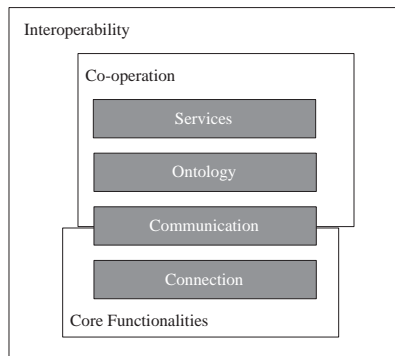 Interoperability
Co-operation
Services
Ontology
Communication
Connection
Core Functionalities